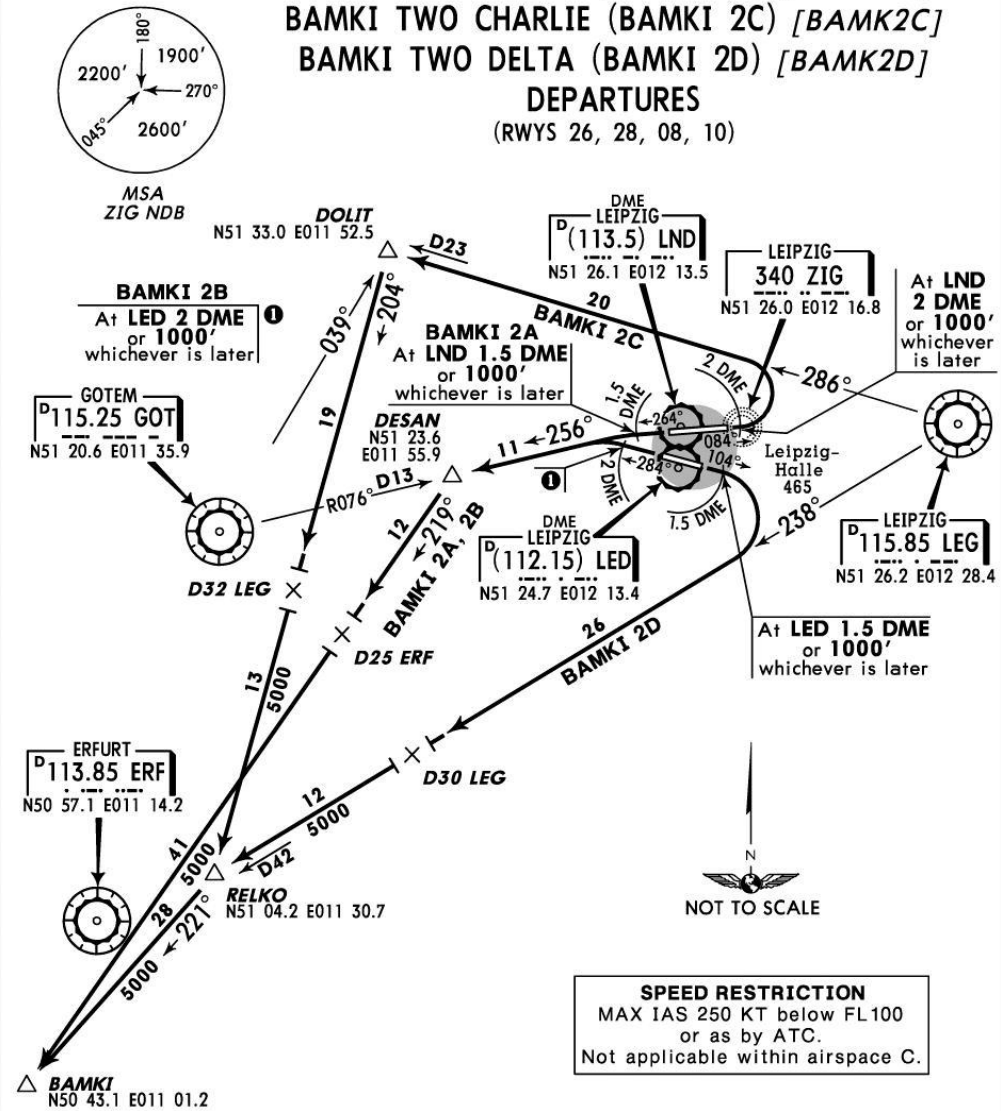 BAMKI TWO CHARLIE (BAMKI 2C) [BAMK2C]
BAMKI TWO DELTA (BAMKI 2D) [BAMK2D]
DEPARTURES
(RWYS 26, 28, 08, 10)
180°
1900'
2200'
270°
045°
2600'
MSA
ZIG NDB
DOLIT
N51 33.0 E011 52.5
D23
DME
LEIPZIG
D (113.5) LND
N51 26.1 E012 13.5
LEIPZIG
340 ZIG
N51 26.0 E012 16.8
At LND
2 DME
or 1000'
whichever
is later
BAMKI 2B
At LED 2 DME
or 1000'
whichever is later
1
039°
204°
20
BAMKI 2C
BAMKI 2A
At LND 1.5 DME
or 1000'
whichever is later
2 DME
286°
GOTEM
D 115.25 GOT
N51 20.6 E011 35.9
19
DESAN
N51 23.6
E011 55.9
11
256°
1.5
DME
264°
084°
104°
284°
Leipzig-
Halle
465
1
2 DME
1.5 DME
R076°
D13
12
219°
BAMKI 2A, 2B
DME
LEIPZIG
D (112.15) LED
N51 24.7 E012 13.4
238°
LEIPZIG
D 115.85 LEG
N51 26.2 E012 28.4
D32 LEG
D25 ERF
26
BAMKI 2D
At LED 1.5 DME
or 1000'
whichever is later
13
5000
ERFURT
D 113.85 ERF
N50 57.1 E011 14.2
D30 LEG
12
5000
D42
41
5000
RELKO
N51 04.2 E011 30.7
28
221°
5000
N
NOT TO SCALE
SPEED RESTRICTION
MAX IAS 250 KT below FL100
or as by ATC.
Not applicable within airspace C.
BAMKI
N50 43.1 E011 01.2